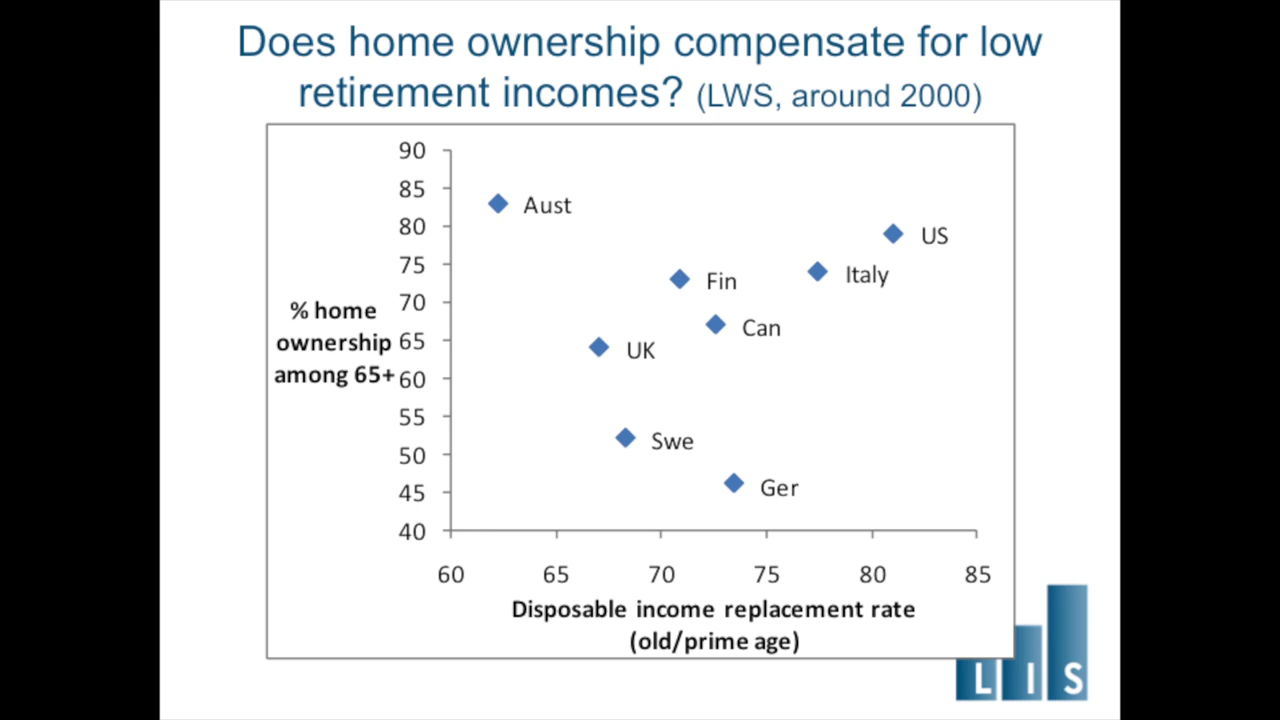 Does home ownership compensate for low
retirement incomes? (LWS, around 2000)
90
85
80
75
70
65
60
55
50
45
40
% home
ownership
among 65+
Aust
US
Italy
Fin
Can
UK
Swe
Ger
60 65 70 75 80 85
Disposable income replacement rate
(old/prime age)
LIS